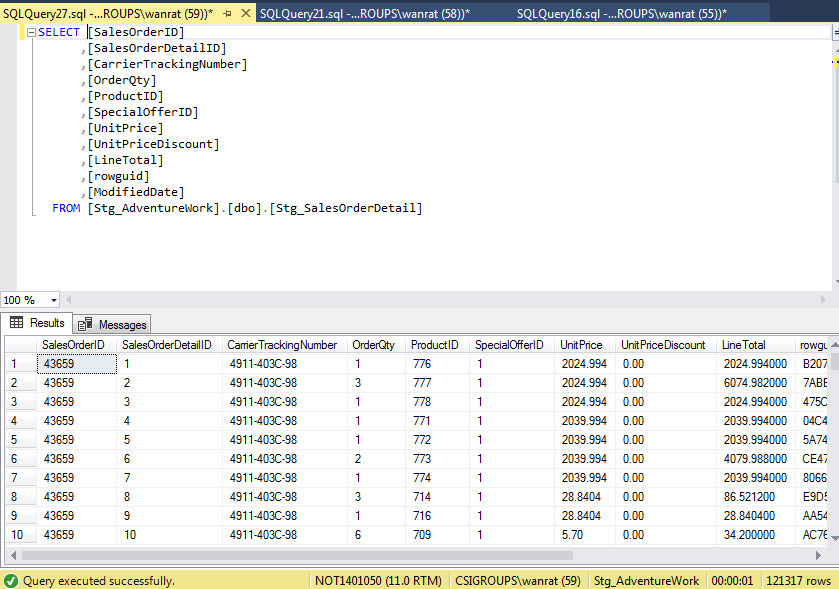 SQLQuery27.sql -...ROUPS\wanrat (59))* SQLQuery21.sql -...ROUPS\wanrat (58))* SQLQuery16.sql -...ROUPS\wanrat (55))*
SELECT [SalesOrderID]
,[SalesOrderDetailID]
,[CarrierTrackingNumber]
,[OrderQty]
,[ProductID]
,[SpecialOfferID]
,[UnitPrice]
,[UnitPriceDiscount]
,[LineTotal]
,[rowguid]
,[ModifiedDate]
FROM [Stg_AdventureWork].[dbo].[Stg_SalesOrderDetail]
100 %
Results Messages
SalesOrderID SalesOrderDetailID CarrierTrackingNumber OrderQty ProductID SpecialOfferID UnitPrice UnitPriceDiscount LineTotal rowgu
1 43659 1 4911-403C-98 1 776 1 2024.994 0.00 2024.994000 B207
2 43659 2 4911-403C-98 3 777 1 2024.994 0.00 6074.982000 7ABE
3 43659 3 4911-403C-98 1 778 1 2024.994 0.00 2024.994000 475C
4 43659 4 4911-403C-98 1 771 1 2039.994 0.00 2039.994000 04C4
5 43659 5 4911-403C-98 1 772 1 2039.994 0.00 2039.994000 5A74
6 43659 6 4911-403C-98 2 773 1 2039.994 0.00 4079.988000 CE47
7 43659 7 4911-403C-98 1 774 1 2039.994 0.00 2039.994000 8066
8 43659 8 4911-403C-98 3 714 1 28.8404 0.00 86.521200 E9D5
9 43659 9 4911-403C-98 1 716 1 28.8404 0.00 28.840400 AA54
10 43659 10 4911-403C-98 6 709 1 5.70 0.00 34.200000 AC76
Query executed successfully. NOT1401050 (11.0 RTM) CSIGROUPS\wanrat (59) Stg_AdventureWork 00:00:01 121317 rows